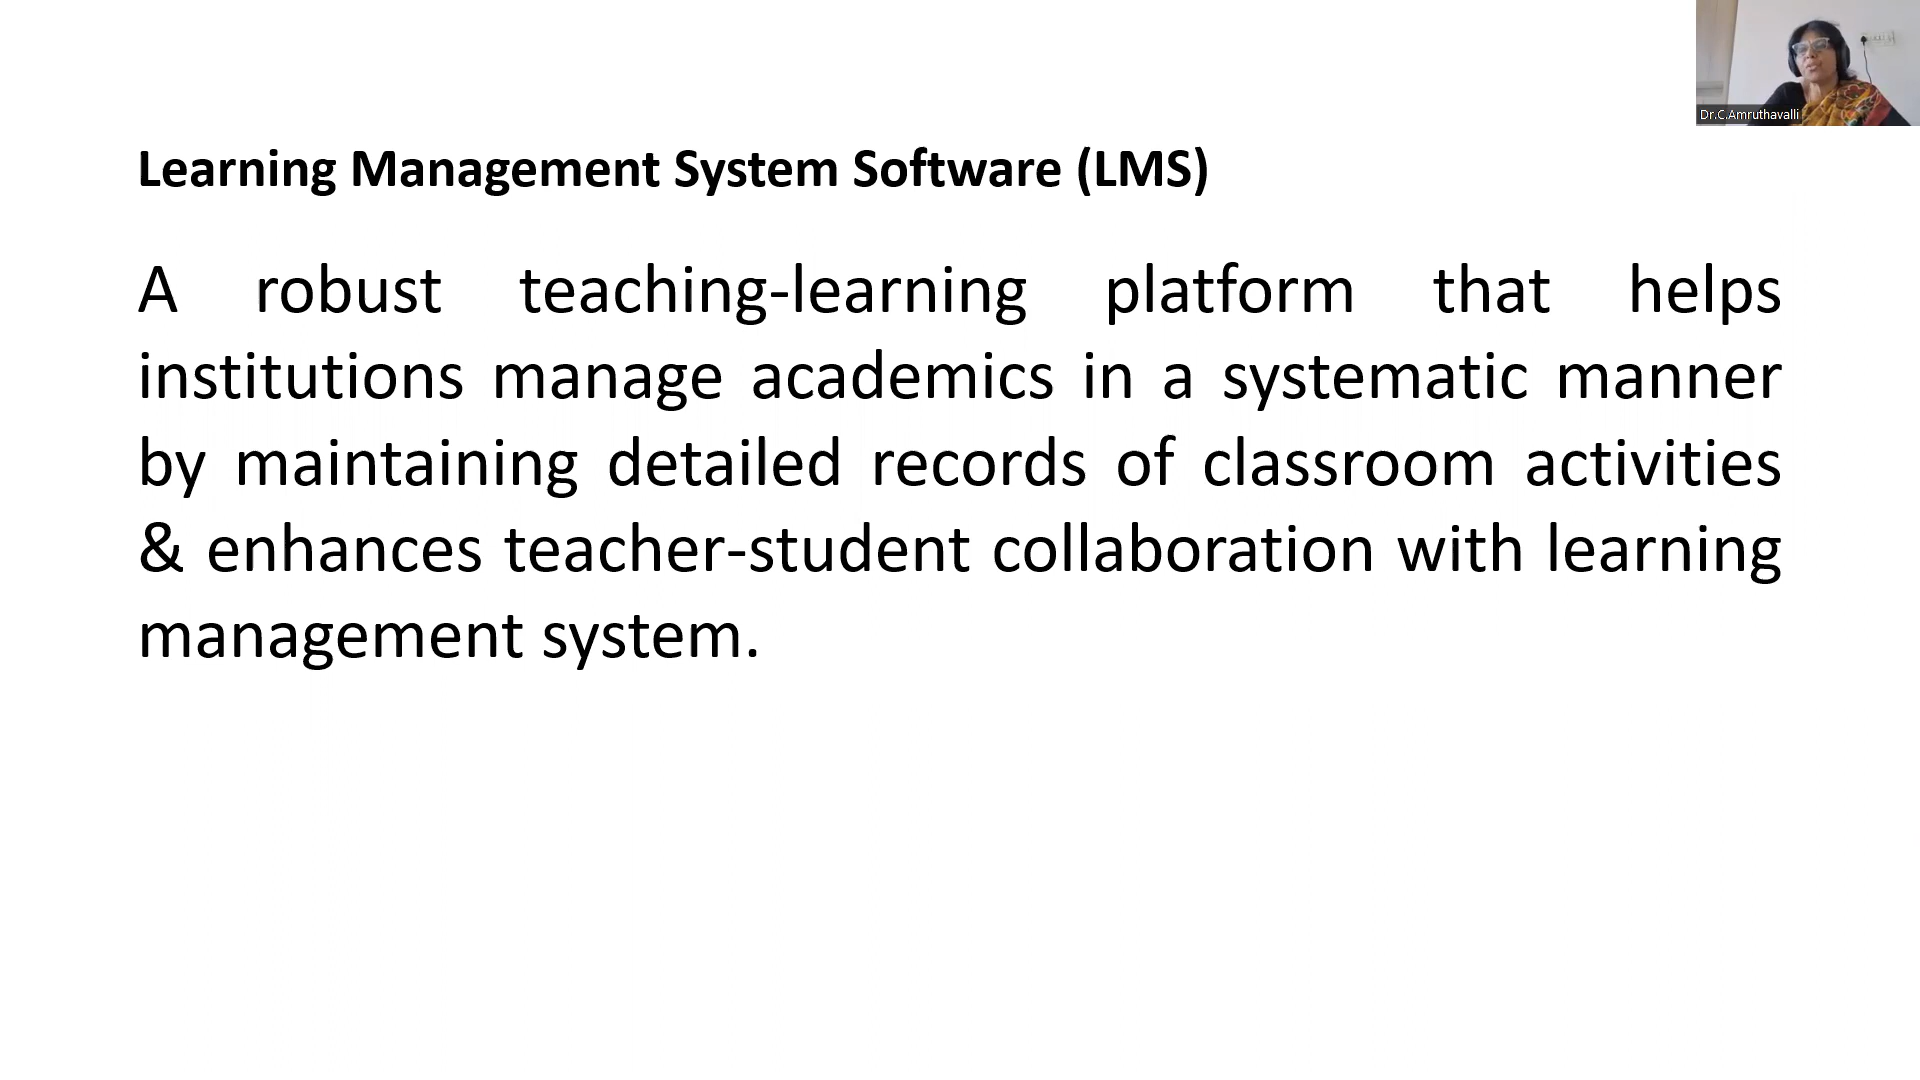 Dr.C.Amruthavalli
Learning Management System Software (LMS)
A robust teaching-learning platform that helps
institutions manage academics in a systematic manner
by maintaining detailed records of classroom activities
& enhances teacher-student collaboration with learning
management system.